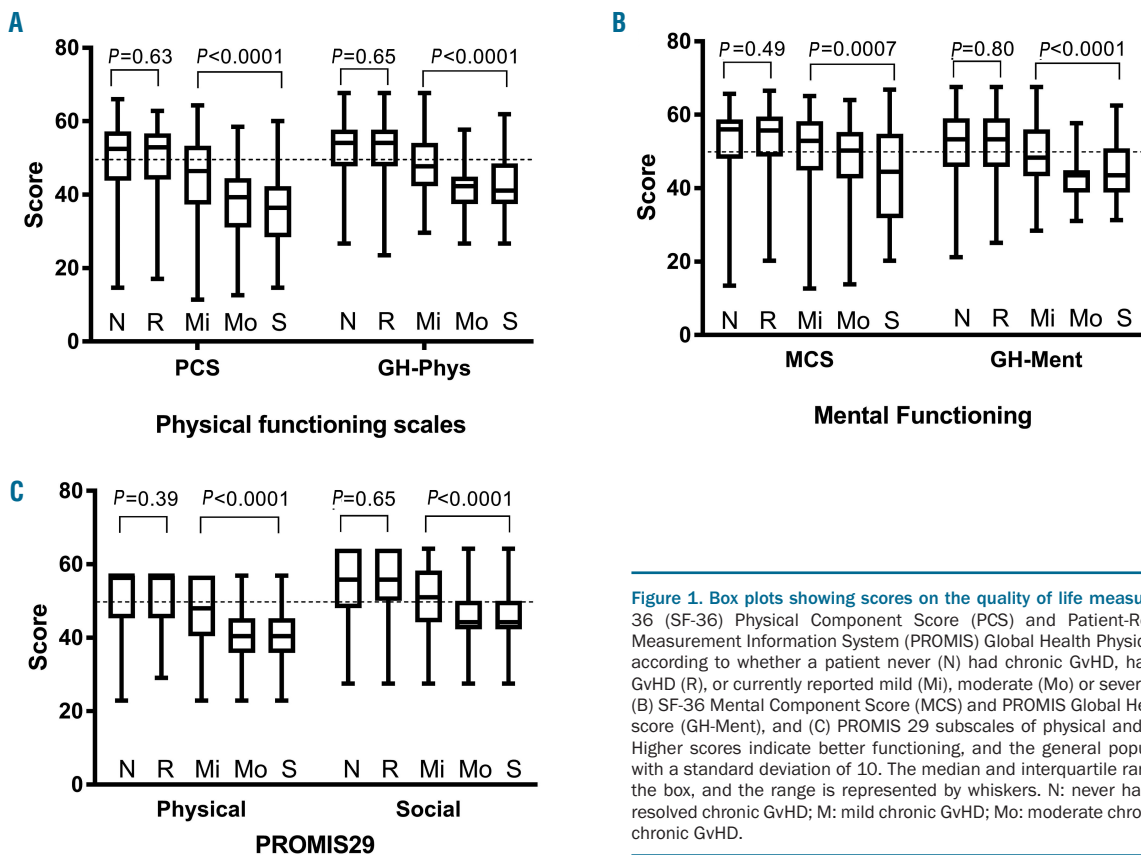 A
80
60
40
20
0
Score
P=0.63
P<0.0001
P=0.65
P<0.0001
N R Mi Mo S
N R Mi Mo S
PCS
GH-Phys
Physical functioning scales
B
80
60
40
20
0
Score
P=0.49
P=0.0007
P=0.80
P<0.0001
N R Mi Mo S
N R Mi Mo S
MCS
GH-Ment
Mental Functioning
C
80
60
40
20
0
Score
P=0.39
P<0.0001
P=0.65
P<0.0001
N R Mi Mo S
N R Mi Mo S
Physical
Social
PROMIS29
Figure 1. Box plots showing scores on the quality of life measu
36 (SF-36) Physical Component Score (PCS) and Patient-Re
Measurement Information System (PROMIS) Global Health Physic
according to whether a patient never (N) had chronic GvHD, ha
GvHD (R), or currently reported mild (Mi), moderate (Mo) or sever
(B) SF-36 Mental Component Score (MCS) and PROMIS Global He
score (GH-Ment), and (C) PROMIS 29 subscales of physical and
Higher scores indicate better functioning, and the general popu
with a standard deviation of 10. The median and interquartile ran
the box, and the range is represented by whiskers. N: never ha
resolved chronic GvHD; M: mild chronic GvHD; Mo: moderate chro
chronic GvHD.